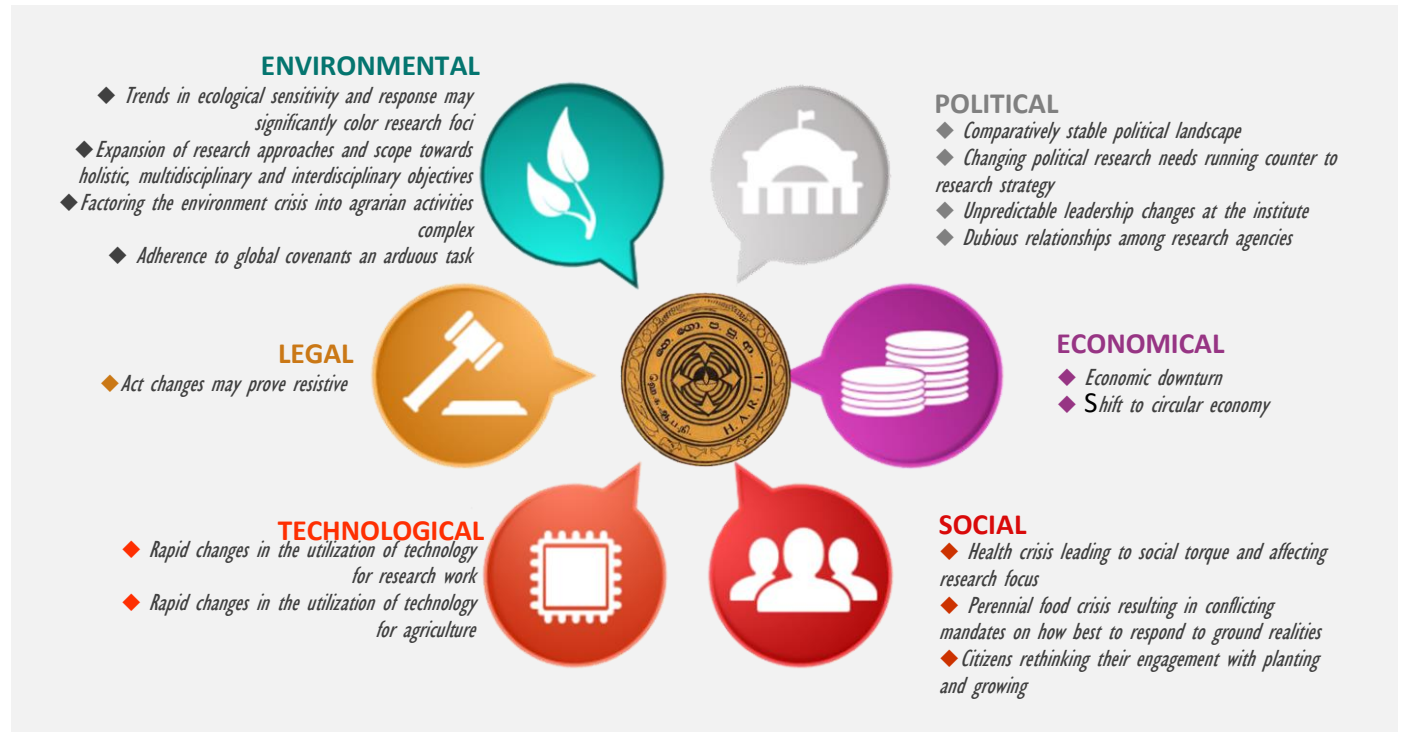 ENVIRONMENTAL
◆ Trends in ecological sensitivity and response may
significantly color research foci
◆Expansion of research approaches and scope towards
holistic, multidisciplinary and interdisciplinary objectives
◆Factoring the environment crisis into agrarian activities
complex
◆ Adherence to global covenants an arduous task
POLITICAL
◆ Comparatively stable political landscape
◆ Changing political research needs running counter to
research strategy
◆ Unpredictable leadership changes at the institute
◆ Dubious relationships among research agencies
LEGAL
◆Act changes may prove resistive
H. A. R. T. I.
ECONOMICAL
◆ Economic downturn
◆ Shift to circular economy
TECHNOLOGICAL
◆ Rapid changes in the utilization of technology
for research work
◆ Rapid changes in the utilization of technology
for agriculture
SOCIAL
◆ Health crisis leading to social torque and affecting
research focus
◆ Perennial food crisis resulting in conflicting
mandates on how best to respond to ground realities
◆Citizens rethinking their engagement with planting
and growing